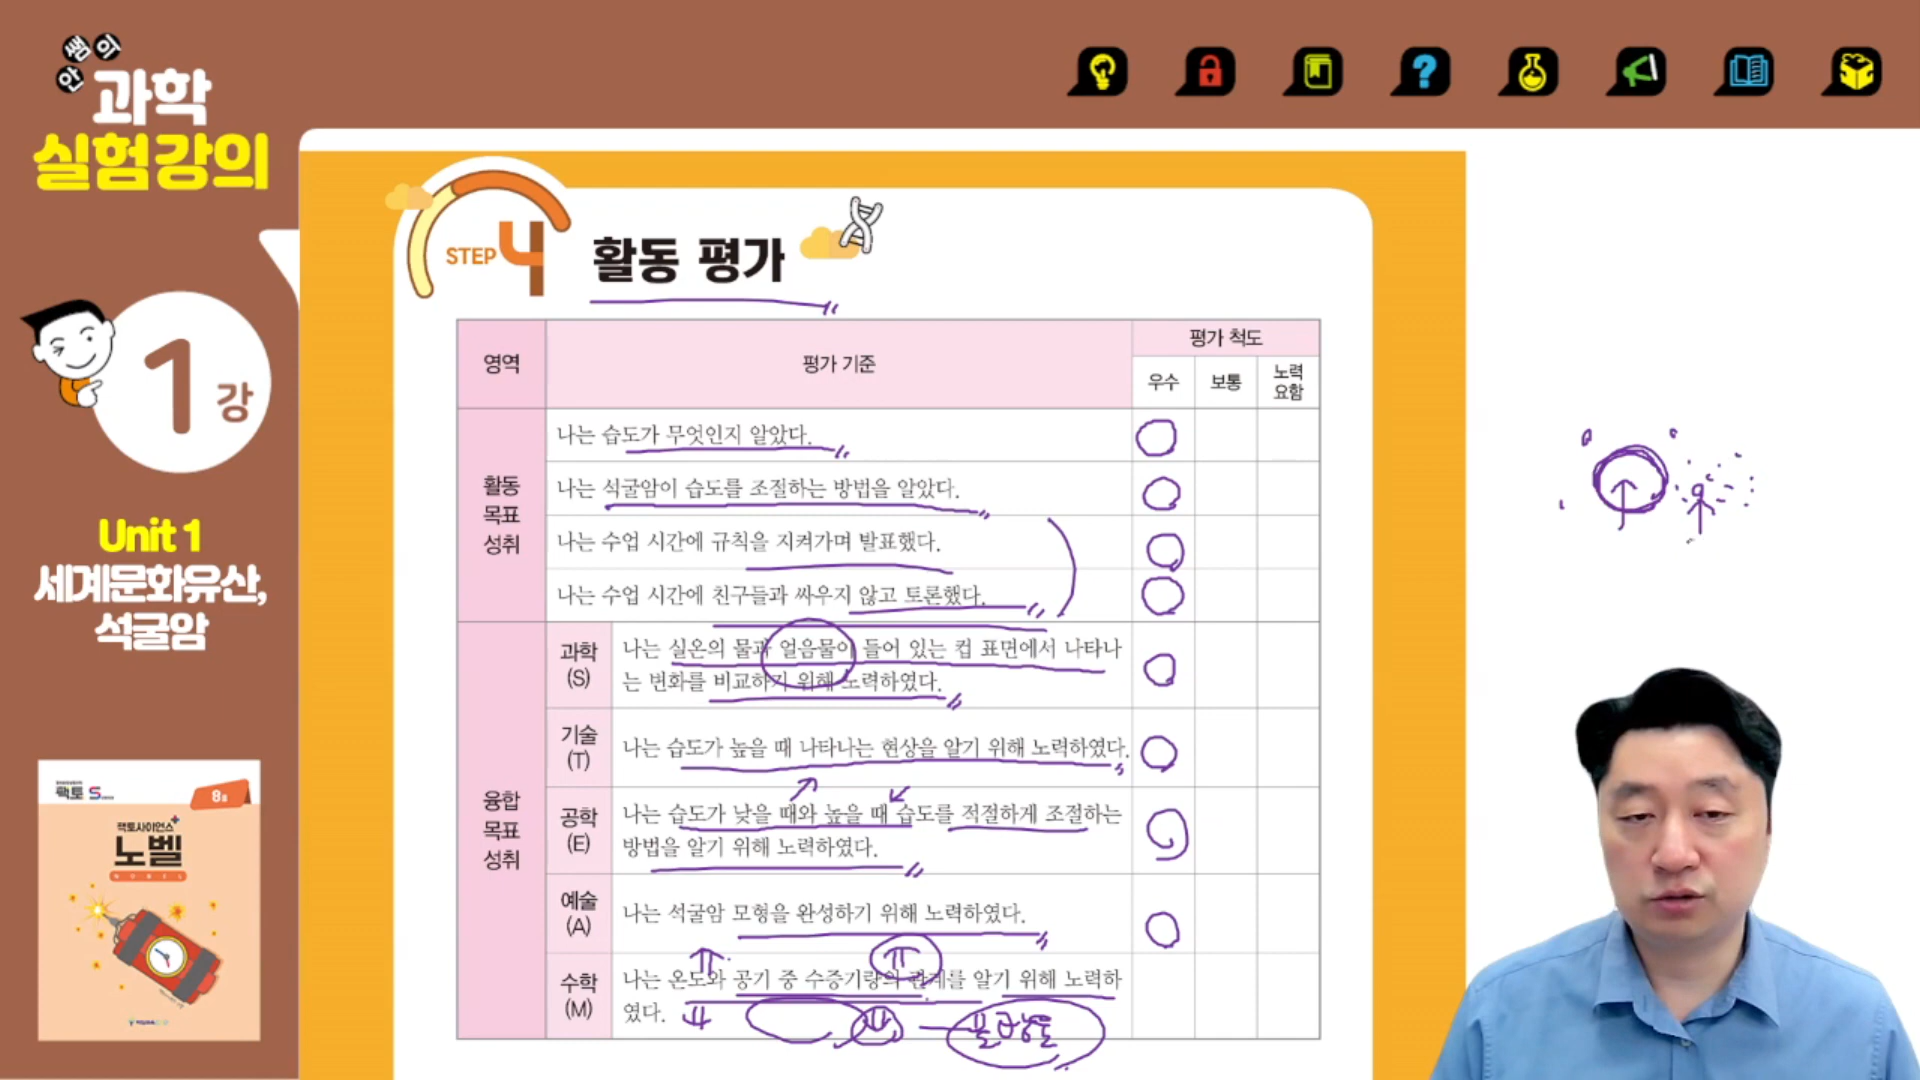 안쌤의
과학
실험강의
1강
Unit 1
세계문화유산,
석굴암
팩토 S
8호
팩토사이언스+
노벨
NOBEL
STEP 4 활동 평가
영역 평가 기준 평가 척도
우수 보통 노력 요함
활동 목표 성취
나는 습도가 무엇인지 알았다.
나는 석굴암이 습도를 조절하는 방법을 알았다.
나는 수업 시간에 규칙을 지켜가며 발표했다.
나는 수업 시간에 친구들과 싸우지 않고 토론했다.
융합 목표 성취
과학 (S)
나는 실온의 물과 얼음물이 들어 있는 컵 표면에서 나타나
는 변화를 비교하기 위해 노력하였다.
기술 (T)
나는 습도가 높을 때 나타나는 현상을 알기 위해 노력하였다.
공학 (E)
나는 습도가 낮을 때와 높을 때 습도를 적절하게 조절하는
방법을 알기 위해 노력하였다.
예술 (A)
나는 석굴암 모형을 완성하기 위해 노력하였다.
수학 (M)
나는 온도와 공기 중 수증기량의 관계를 알기 위해 노력하
였다.